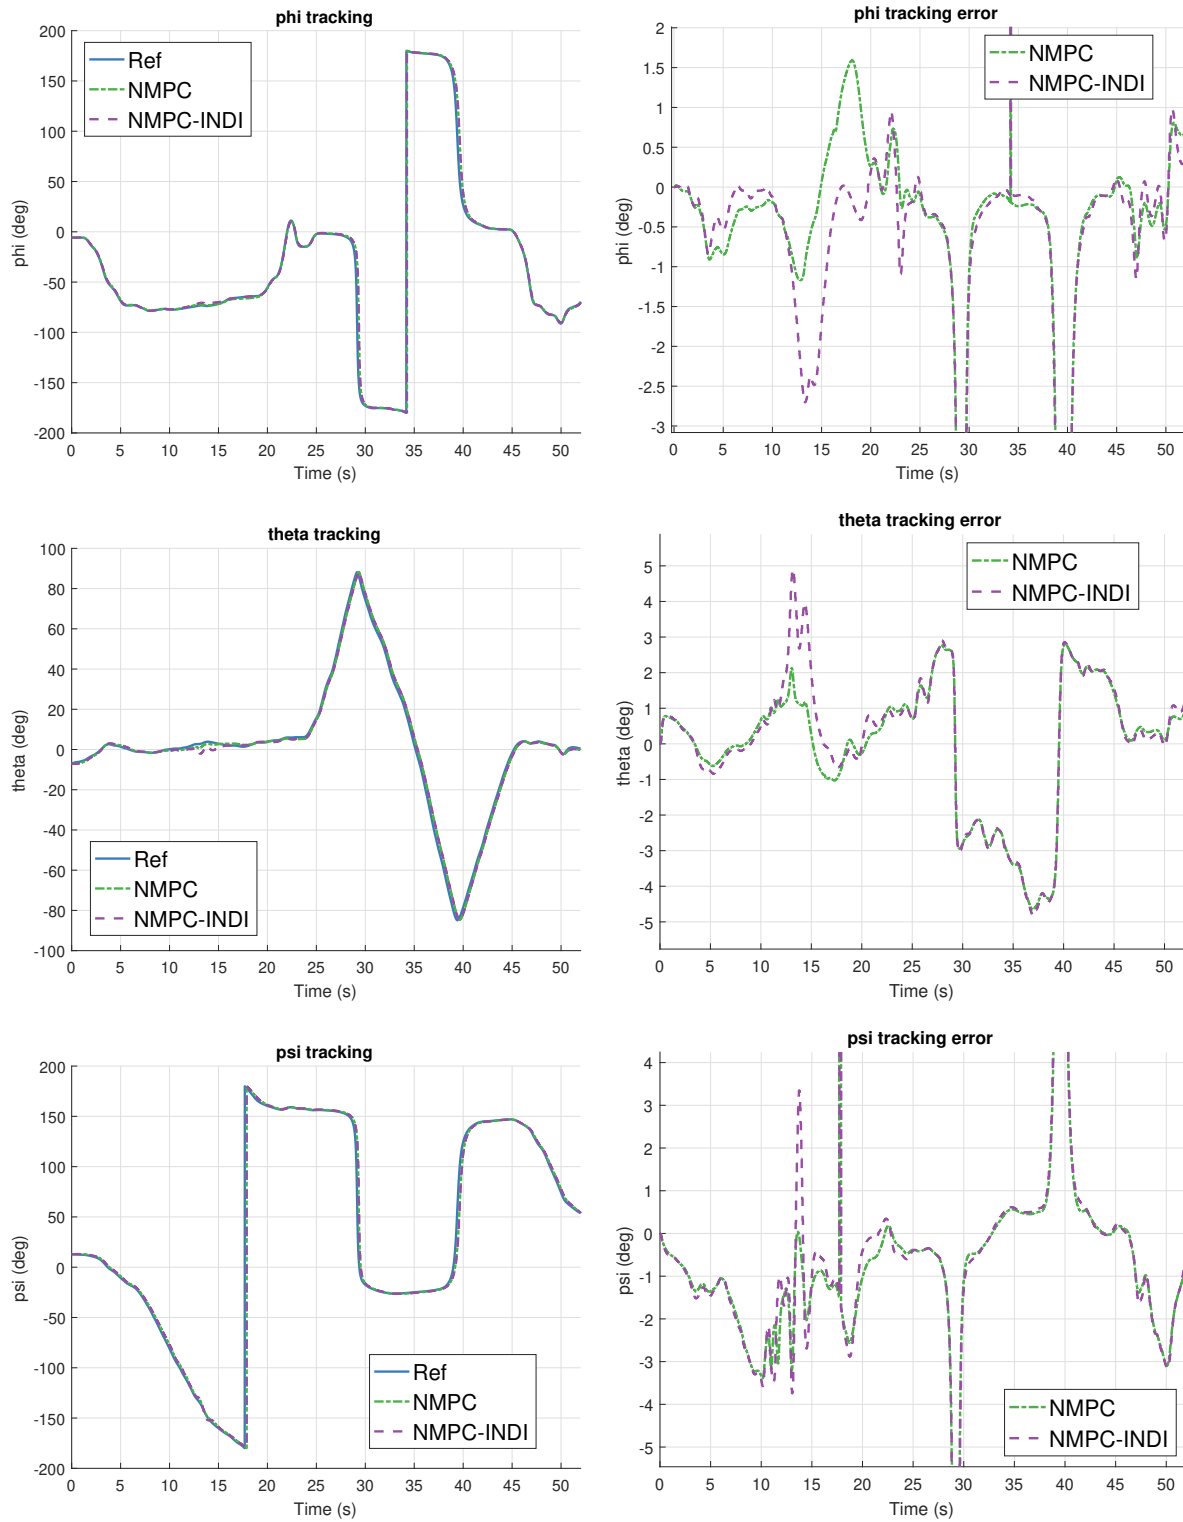 phi tracking
200
150
100
50
0
-50
-100
-150
-200
phi (deg)
Ref
NMPC
NMPC-INDI
0 5 10 15 20 25 30 35 40 45 50
Time (s)
phi tracking error
2
1.5
1
0.5
0
-0.5
-1
-1.5
-2
-2.5
-3
phi (deg)
NMPC
NMPC-INDI
0 5 10 15 20 25 30 35 40 45 50
Time (s)
theta tracking
100
80
60
40
20
0
-20
-40
-60
-80
-100
theta (deg)
Ref
NMPC
NMPC-INDI
0 5 10 15 20 25 30 35 40 45 50
Time (s)
theta tracking error
5
4
3
2
1
0
-1
-2
-3
-4
-5
theta (deg)
NMPC
NMPC-INDI
0 5 10 15 20 25 30 35 40 45 50
Time (s)
psi tracking
200
150
100
50
0
-50
-100
-150
-200
psi (deg)
Ref
NMPC
NMPC-INDI
0 5 10 15 20 25 30 35 40 45 50
Time (s)
psi tracking error
4
3
2
1
0
-1
-2
-3
-4
-5
psi (deg)
NMPC
NMPC-INDI
0 5 10 15 20 25 30 35 40 45 50
Time (s)